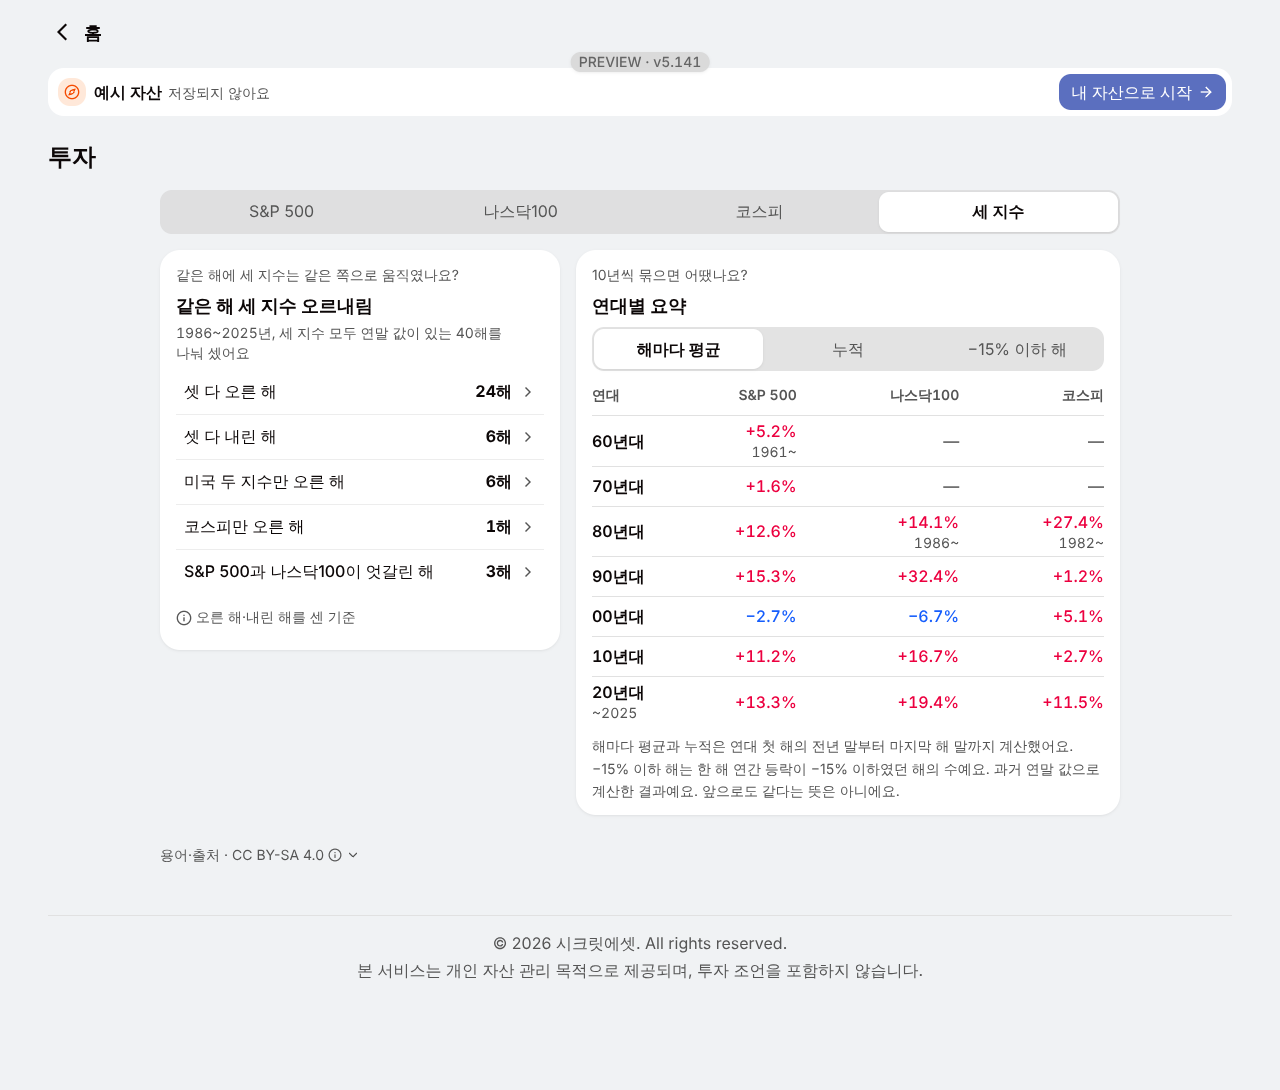 홈
PREVIEW · v5.141
예시 자산 저장되지 않아요
내 자산으로 시작
투자
S&P 500
나스닥100
코스피
세 지수
같은 해에 세 지수는 같은 쪽으로 움직였나요?
같은 해 세 지수 오르내림
1986~2025년, 세 지수 모두 연말 값이 있는 40해를
나눠 셌어요
셋 다 오른 해 24해
셋 다 내린 해 6해
미국 두 지수만 오른 해 6해
코스피만 오른 해 1해
S&P 500과 나스닥100이 엇갈린 해 3해
오른 해·내린 해를 센 기준
10년씩 묶으면 어땠나요?
연대별 요약
해마다 평균 누적 −15% 이하 해
연대 S&P 500 나스닥100 코스피
60년대 +5.2% — —
1961~
70년대 +1.6% — —
80년대 +12.6% +14.1% +27.4%
1986~ 1982~
90년대 +15.3% +32.4% +1.2%
00년대 −2.7% −6.7% +5.1%
10년대 +11.2% +16.7% +2.7%
20년대 +13.3% +19.4% +11.5%
~2025
해마다 평균과 누적은 연대 첫 해의 전년 말부터 마지막 해 말까지 계산했어요.
−15% 이하 해는 한 해 연간 등락이 −15% 이하였던 해의 수예요. 과거 연말 값으로
계산한 결과예요. 앞으로도 같다는 뜻은 아니에요.
용어·출처 · CC BY-SA 4.0
© 2026 시크릿에셋. All rights reserved.
본 서비스는 개인 자산 관리 목적으로 제공되며, 투자 조언을 포함하지 않습니다.